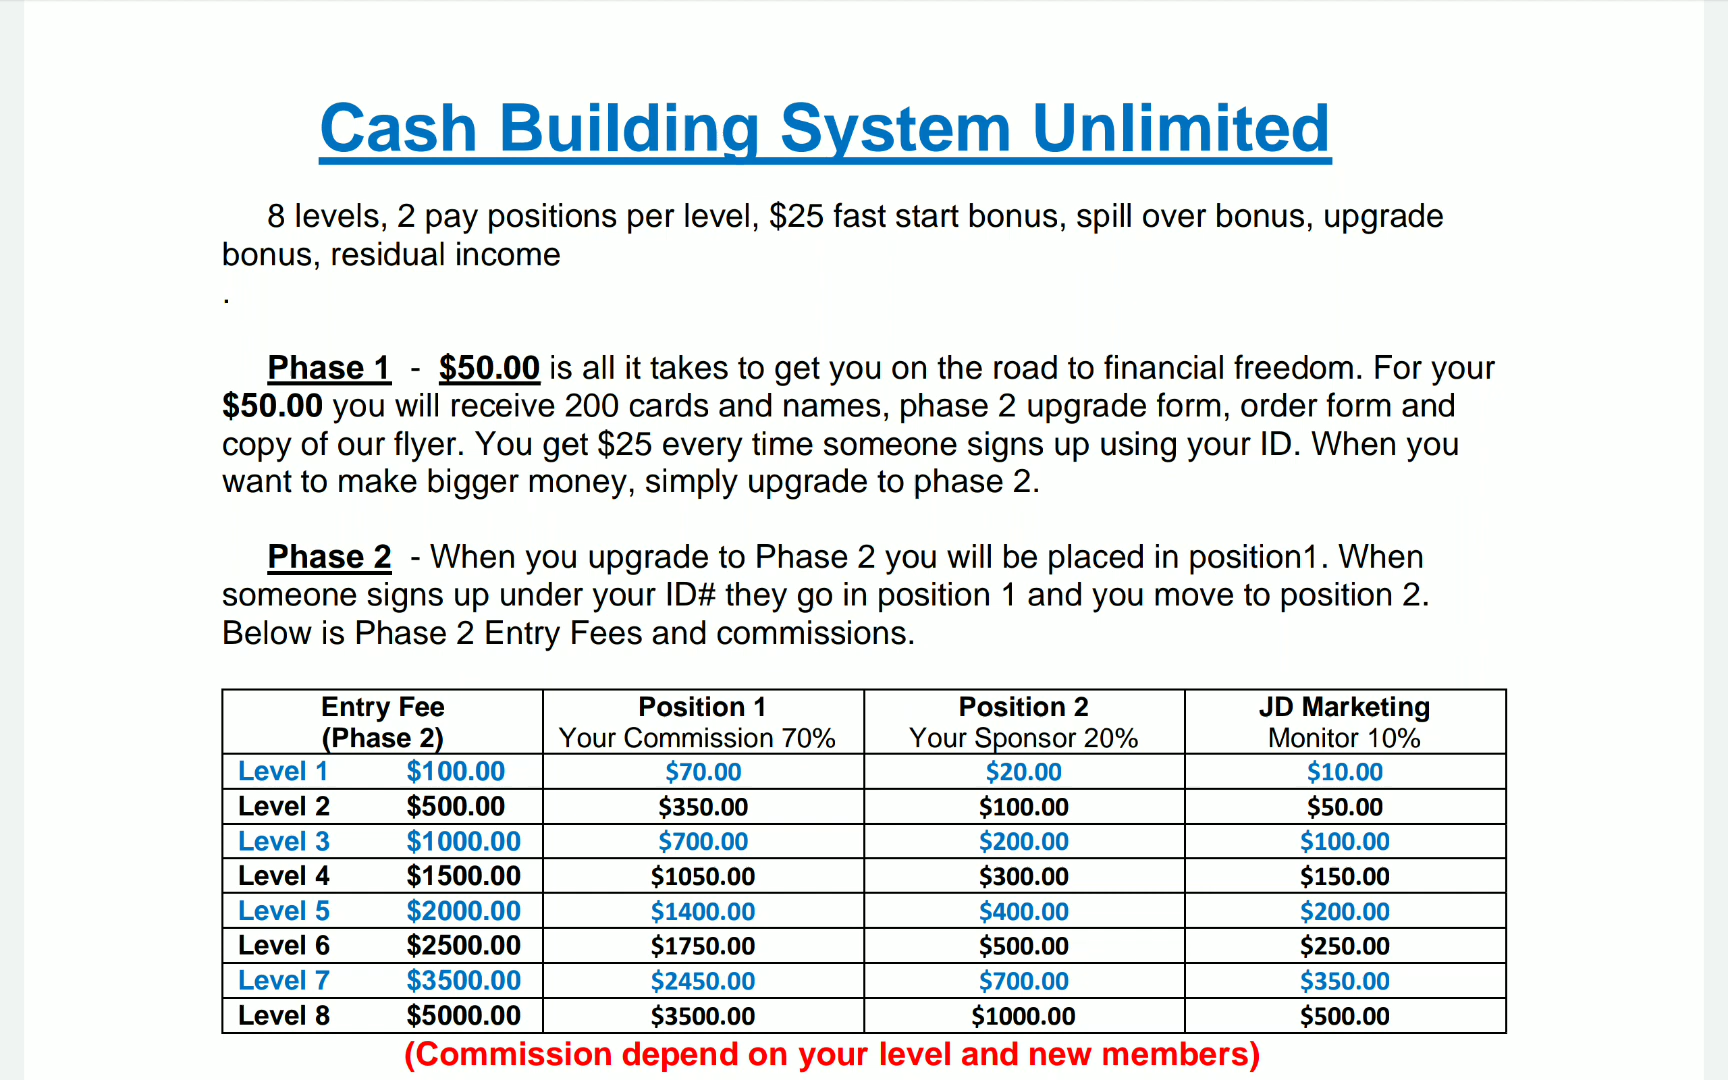 Cash Building System Unlimited
8 levels, 2 pay positions per level, $25 fast start bonus, spill over bonus, upgrade
bonus, residual income
.
Phase 1 - $50.00 is all it takes to get you on the road to financial freedom. For your
$50.00 you will receive 200 cards and names, phase 2 upgrade form, order form and
copy of our flyer. You get $25 every time someone signs up using your ID. When you
want to make bigger money, simply upgrade to phase 2.
Phase 2 - When you upgrade to Phase 2 you will be placed in position1. When
someone signs up under your ID# they go in position 1 and you move to position 2.
Below is Phase 2 Entry Fees and commissions.
Entry Fee Position 1 Position 2 JD Marketing
(Phase 2) Your Commission 70% Your Sponsor 20% Monitor 10%
Level 1 $100.00 $70.00 $20.00 $10.00
Level 2 $500.00 $350.00 $100.00 $50.00
Level 3 $1000.00 $700.00 $200.00 $100.00
Level 4 $1500.00 $1050.00 $300.00 $150.00
Level 5 $2000.00 $1400.00 $400.00 $200.00
Level 6 $2500.00 $1750.00 $500.00 $250.00
Level 7 $3500.00 $2450.00 $700.00 $350.00
Level 8 $5000.00 $3500.00 $1000.00 $500.00
(Commission depend on your level and new members)